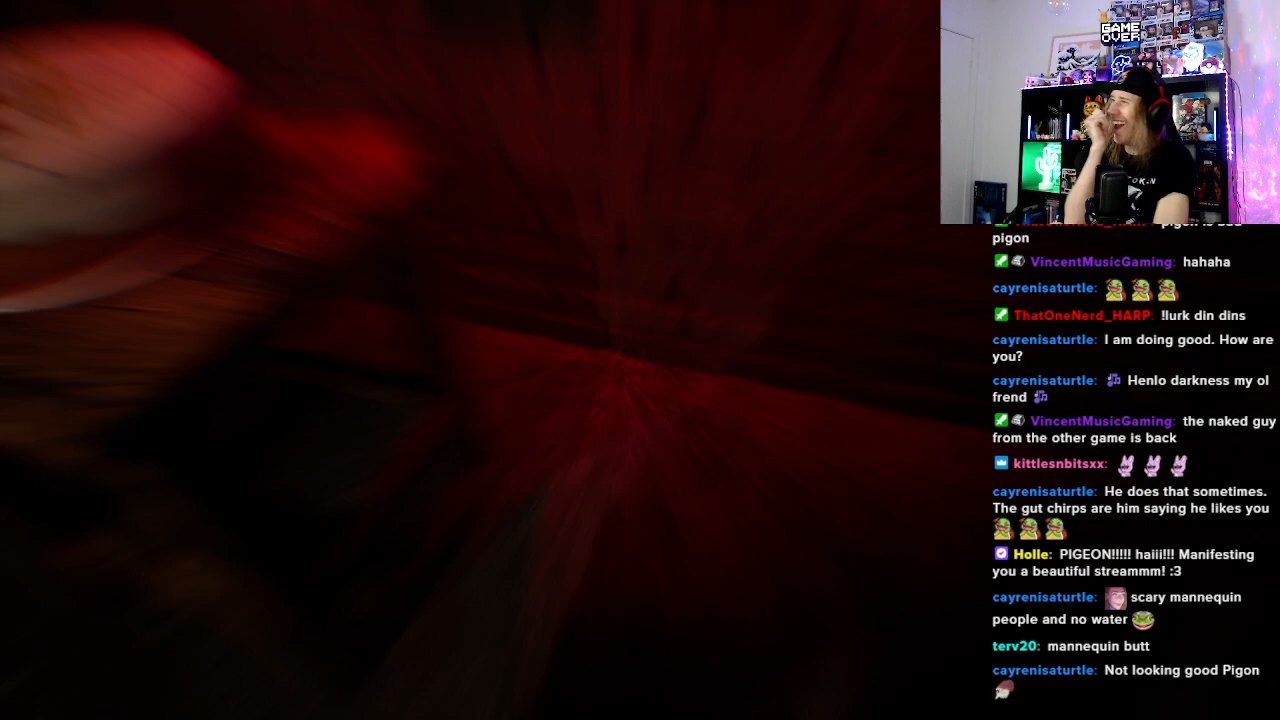 GAME
OVER
pigon
VincentMusicGaming: hahaha
cayrenisaturtle:
ThatOneNerd_HARP: !lurk din dins
cayrenisaturtle: I am doing good. How are
you?
cayrenisaturtle: Henlo darkness my ol
frend
VincentMusicGaming: the naked guy
from the other game is back
kittlesnbitsxx:
cayrenisaturtle: He does that sometimes.
The gut chirps are him saying he likes you
Holle: PIGEON!!!!! haiii!!! Manifesting
you a beautiful streammm! :3
cayrenisaturtle: scary mannequin
people and no water
terv20: mannequin butt
cayrenisaturtle: Not looking good Pigon